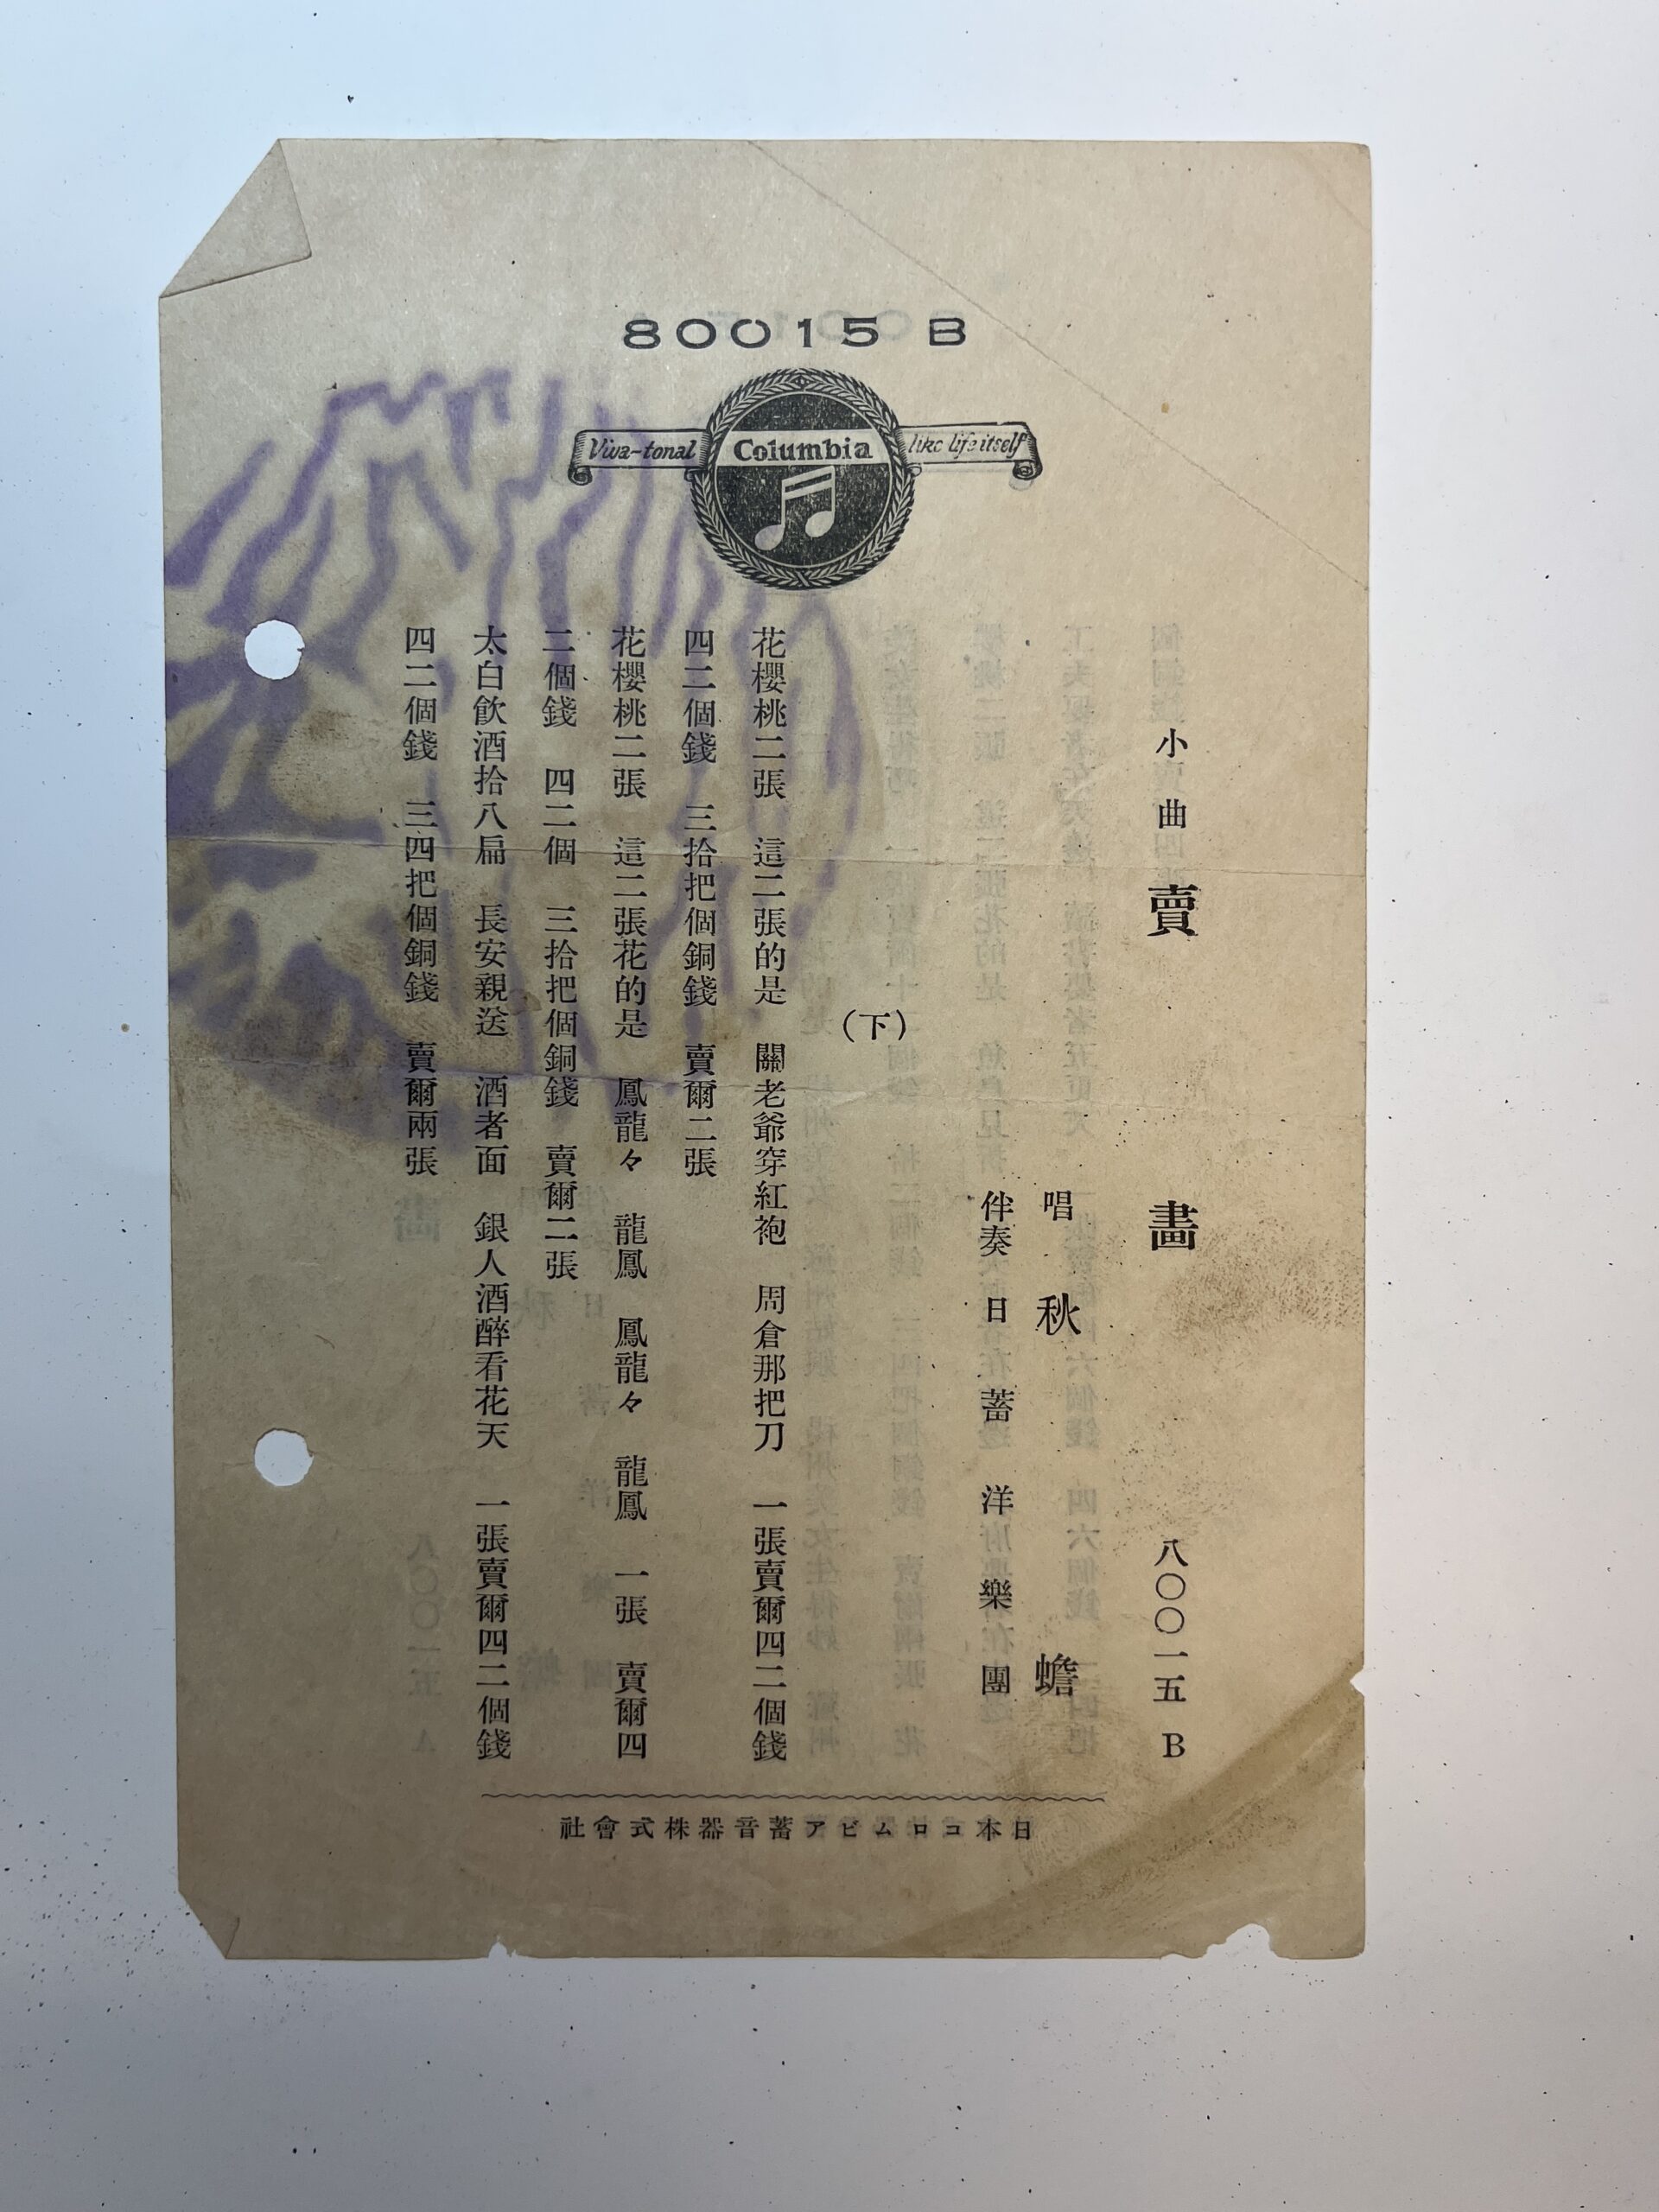 80015 B
Viva-tonal Columbia like life itself
小曲 賣畫 八〇〇一五 B
唱 秋蟾
伴奏 日蓄洋樂團
(下)
花櫻桃二張 這二張的是 關老爺穿紅袍 周倉那把刀 一張賣爾四二個錢
四二個錢 三拾把個銅錢 賣爾二張
花櫻桃二張 這二張花的是 鳳龍々 龍鳳 鳳龍々 龍鳳 一張 賣爾四
二個錢 四二個 三拾把個銅錢 賣爾二張
太白飲酒拾八扁 長安親送 酒者面 銀人酒醉看花天 一張賣爾四二個錢
四二個錢 三四把個銅錢 賣爾兩張
日本コロムビア蓄音器株式會社